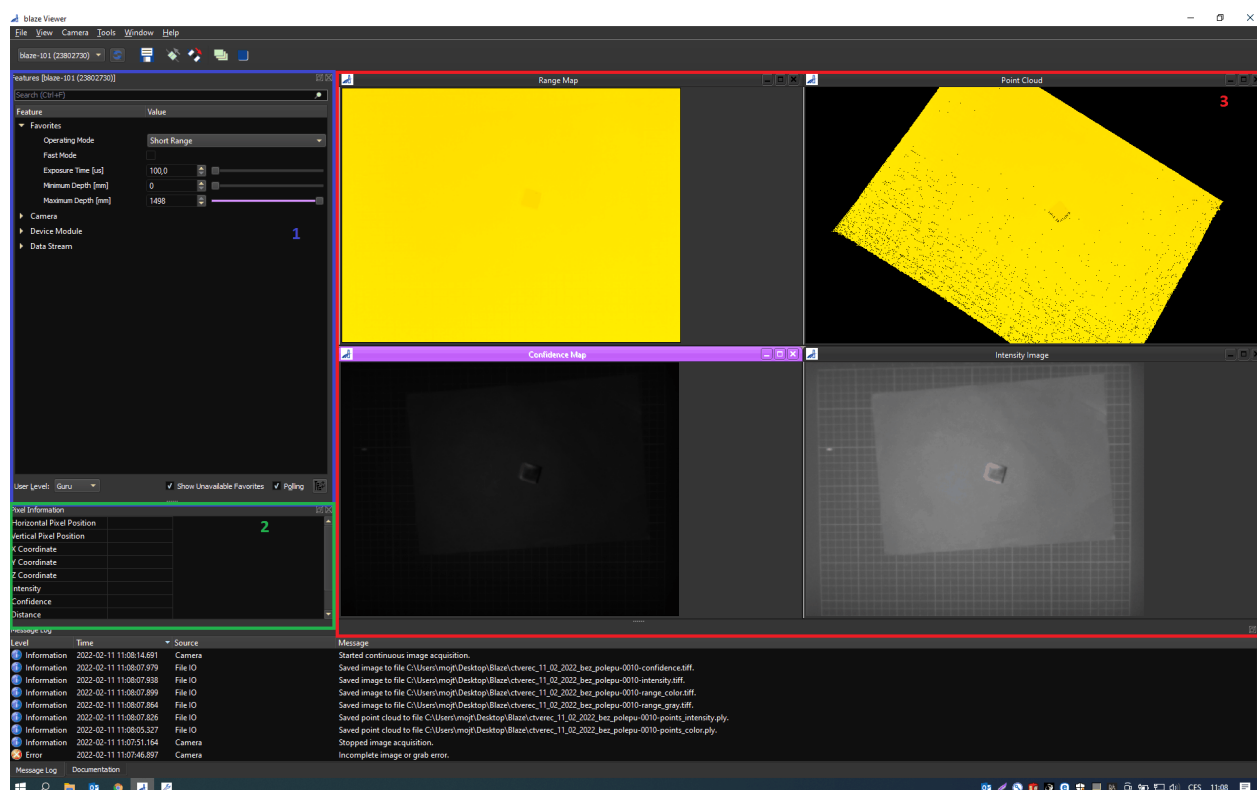 blaze Viewer
File View Camera Tools Window Help
blaze-101 (23802730)
Features [blaze-101 (23802730)]
Search (Ctrl+F)
Feature Value
Favorites
Operating Mode Short Range
Fast Mode
Exposure Time [us] 100,0
Minimum Depth [mm] 0
Maximum Depth [mm] 1498
Camera
Device Module
Data Stream
1
User Level: Guru Show Unavailable Favorites Polling
Pixel Information
2
Horizontal Pixel Position
Vertical Pixel Position
X Coordinate
Y Coordinate
Z Coordinate
Intensity
Confidence
Distance
Range Map
Point Cloud
3
Confidence Map
Intensity Image
Message Log
Level Time Source Message
Information 2022-02-11 11:08:14.691 Camera Started continuous image acquisition.
Information 2022-02-11 11:08:07.979 File IO Saved image to file C:\Users\mojt\Desktop\Blaze\ctverec_11_02_2022_bez_polepu-0010-confidence.tiff.
Information 2022-02-11 11:08:07.938 File IO Saved image to file C:\Users\mojt\Desktop\Blaze\ctverec_11_02_2022_bez_polepu-0010-intensity.tiff.
Information 2022-02-11 11:08:07.899 File IO Saved image to file C:\Users\mojt\Desktop\Blaze\ctverec_11_02_2022_bez_polepu-0010-range_color.tiff.
Information 2022-02-11 11:08:07.864 File IO Saved image to file C:\Users\mojt\Desktop\Blaze\ctverec_11_02_2022_bez_polepu-0010-range_gray.tiff.
Information 2022-02-11 11:08:07.826 File IO Saved point cloud to file C:\Users\mojt\Desktop\Blaze\ctverec_11_02_2022_bez_polepu-0010-points_intensity.ply.
Information 2022-02-11 11:08:05.327 File IO Saved point cloud to file C:\Users\mojt\Desktop\Blaze\ctverec_11_02_2022_bez_polepu-0010-points_color.ply.
Information 2022-02-11 11:07:51.164 Camera Stopped image acquisition.
Error 2022-02-11 11:07:46.897 Camera Incomplete image or grab error.
Message Log Documentation
CES 11:08